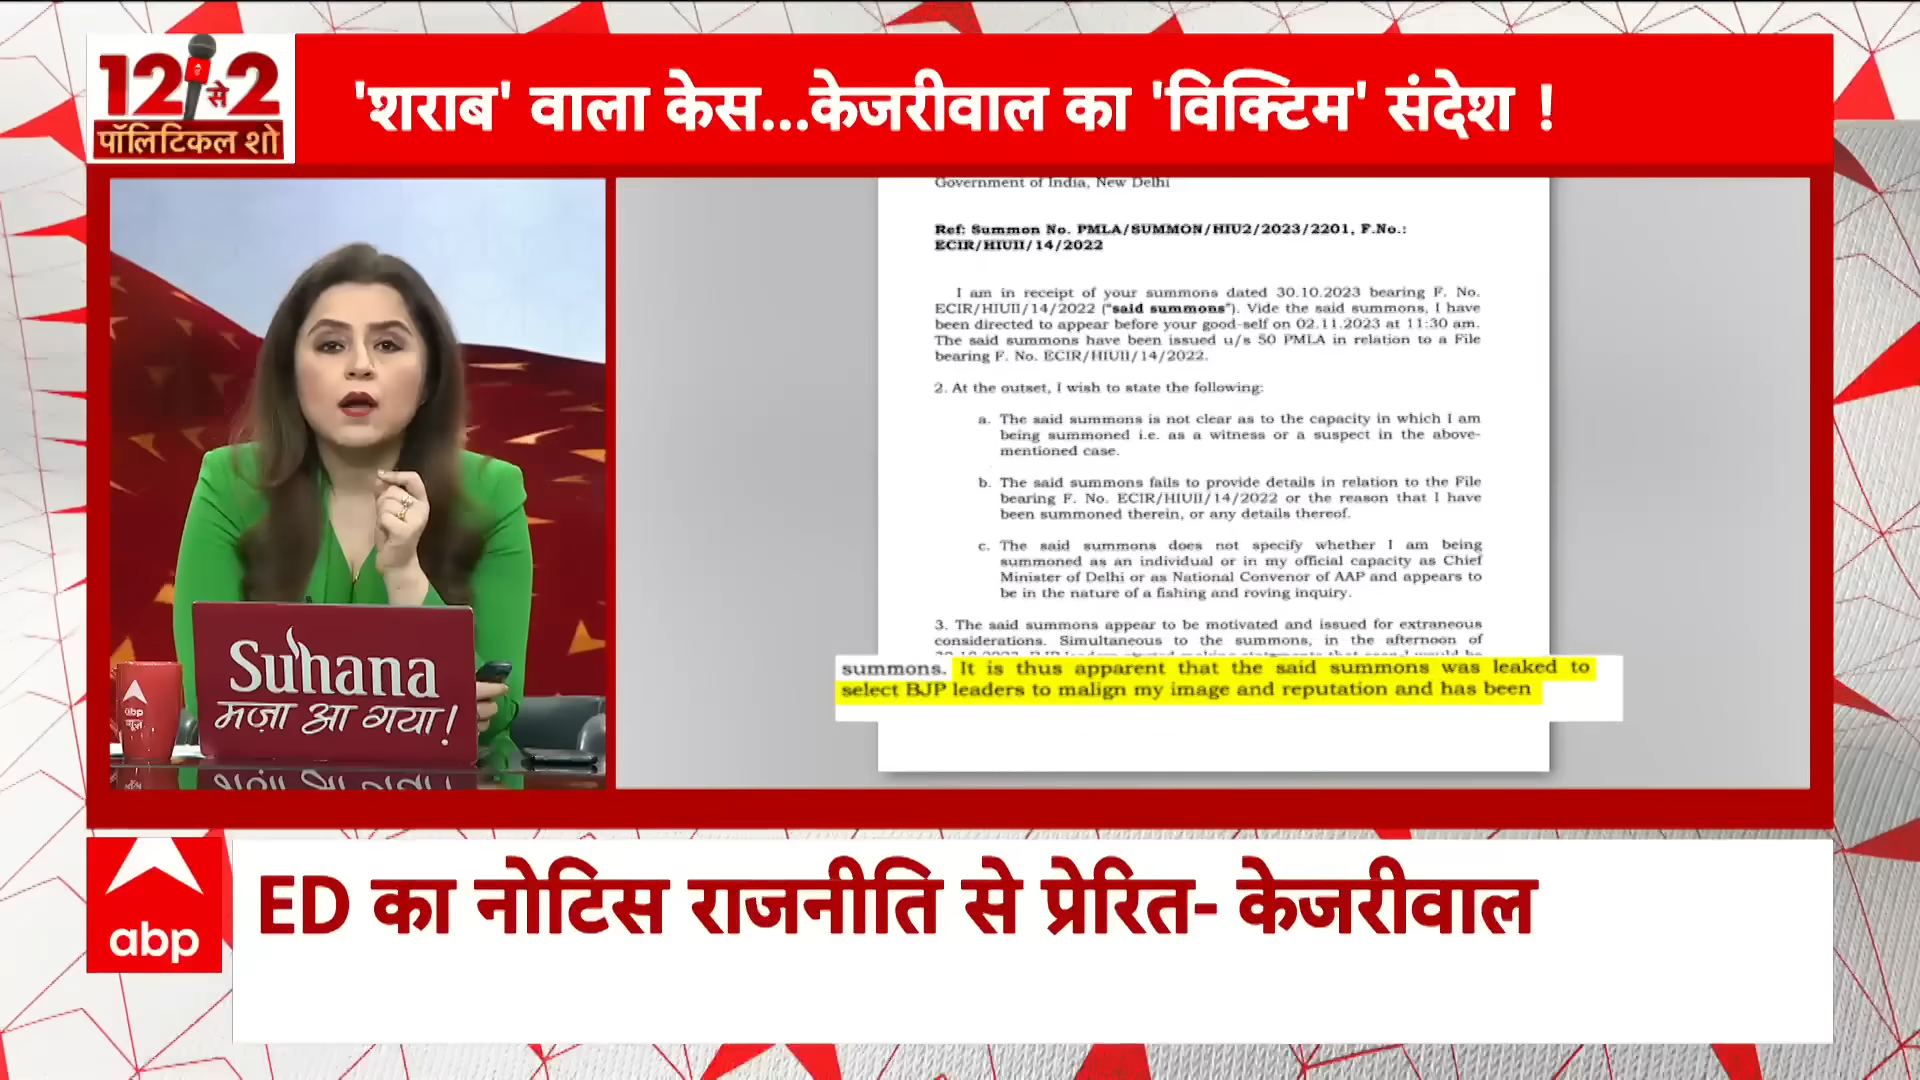 12 से 2
पॉलिटिकल शो
'शराब' वाला केस...केजरीवाल का 'विक्टिम' संदेश !
Government of India, New Delhi
Ref: Summon No. PMLA/SUMMON/HIU2/2023/2201, F.No.:
ECIR/HIUII/14/2022
I am in receipt of your summons dated 30.10.2023 bearing F. No.
ECIR/HIUII/14/2022 ("said summons"). Vide the said summons, I have
been directed to appear before your good-self on 02.11.2023 at 11:30 am.
The said summons have been issued u/s 50 PMLA in relation to a File
bearing F. No. ECIR/HIUII/14/2022.
2. At the outset, I wish to state the following:
a. The said summons is not clear as to the capacity in which I am
being summoned i.e. as a witness or a suspect in the above-
mentioned case.
b. The said summons fails to provide details in relation to the File
bearing F. No. ECIR/HIUII/14/2022 or the reason that I have
been summoned therein, or any details thereof.
c. The said summons does not specify whether I am being
summoned as an individual or in my official capacity as Chief
Minister of Delhi or as National Convenor of AAP and appears to
be in the nature of a fishing and roving inquiry.
3. The said summons appear to be motivated and issued for extraneous
considerations. Simultaneous to the summons, in the afternoon of
summons. It is thus apparent that the said summons was leaked to
select BJP leaders to malign my image and reputation and has been
Suhana
मज़ा आ गया!
abp
न्यूज़
abp
ED का नोटिस राजनीति से प्रेरित- केजरीवाल